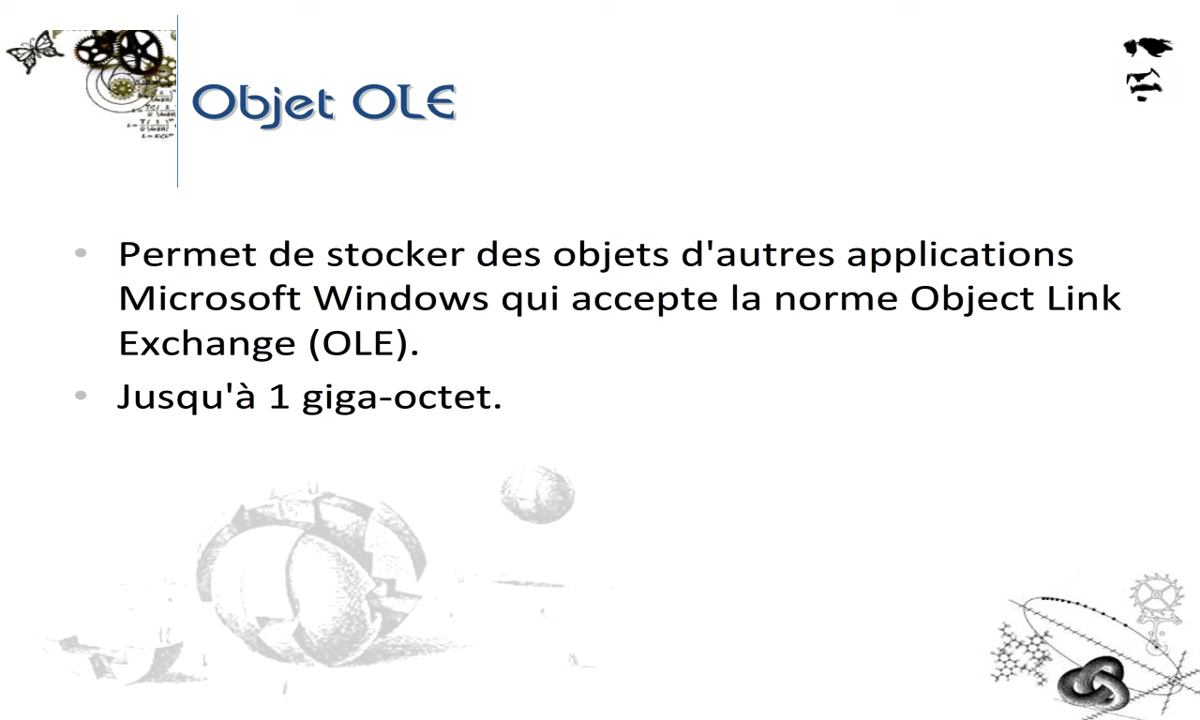 Objet OLE
Permet de stocker des objets d'autres applications
Microsoft Windows qui accepte la norme Object Link
Exchange (OLE).
Jusqu'à 1 giga-octet.